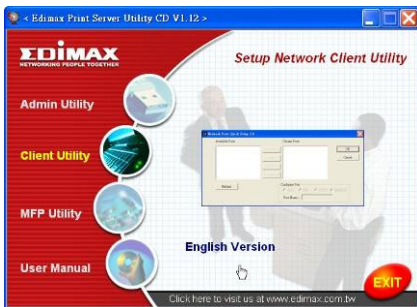 < Edimax Print Server Utility CD V1.12 >
EDIMAX
NETWORKING PEOPLE TOGETHER
Setup Network Client Utility
Admin Utility
Client Utility
MFP Utility
User Manual
English Version
EXIT
Click here to visit us at www.edimax.com.tw